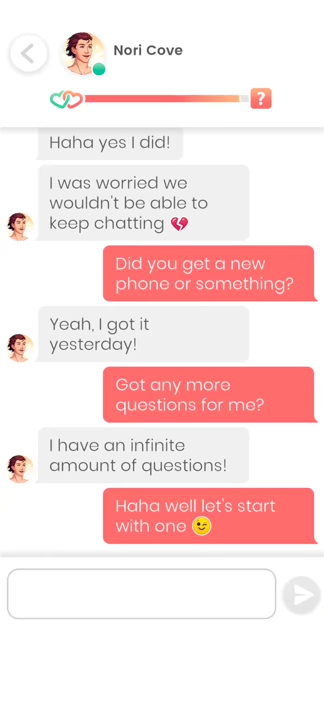 Nori Cove
?
Haha yes I did!
I was worried we
wouldn't be able to
keep chatting 💔
Did you get a new
phone or something?
Yeah, I got it
yesterday!
Got any more
questions for me?
I have an infinite
amount of questions!
Haha well let's start
with one 😉